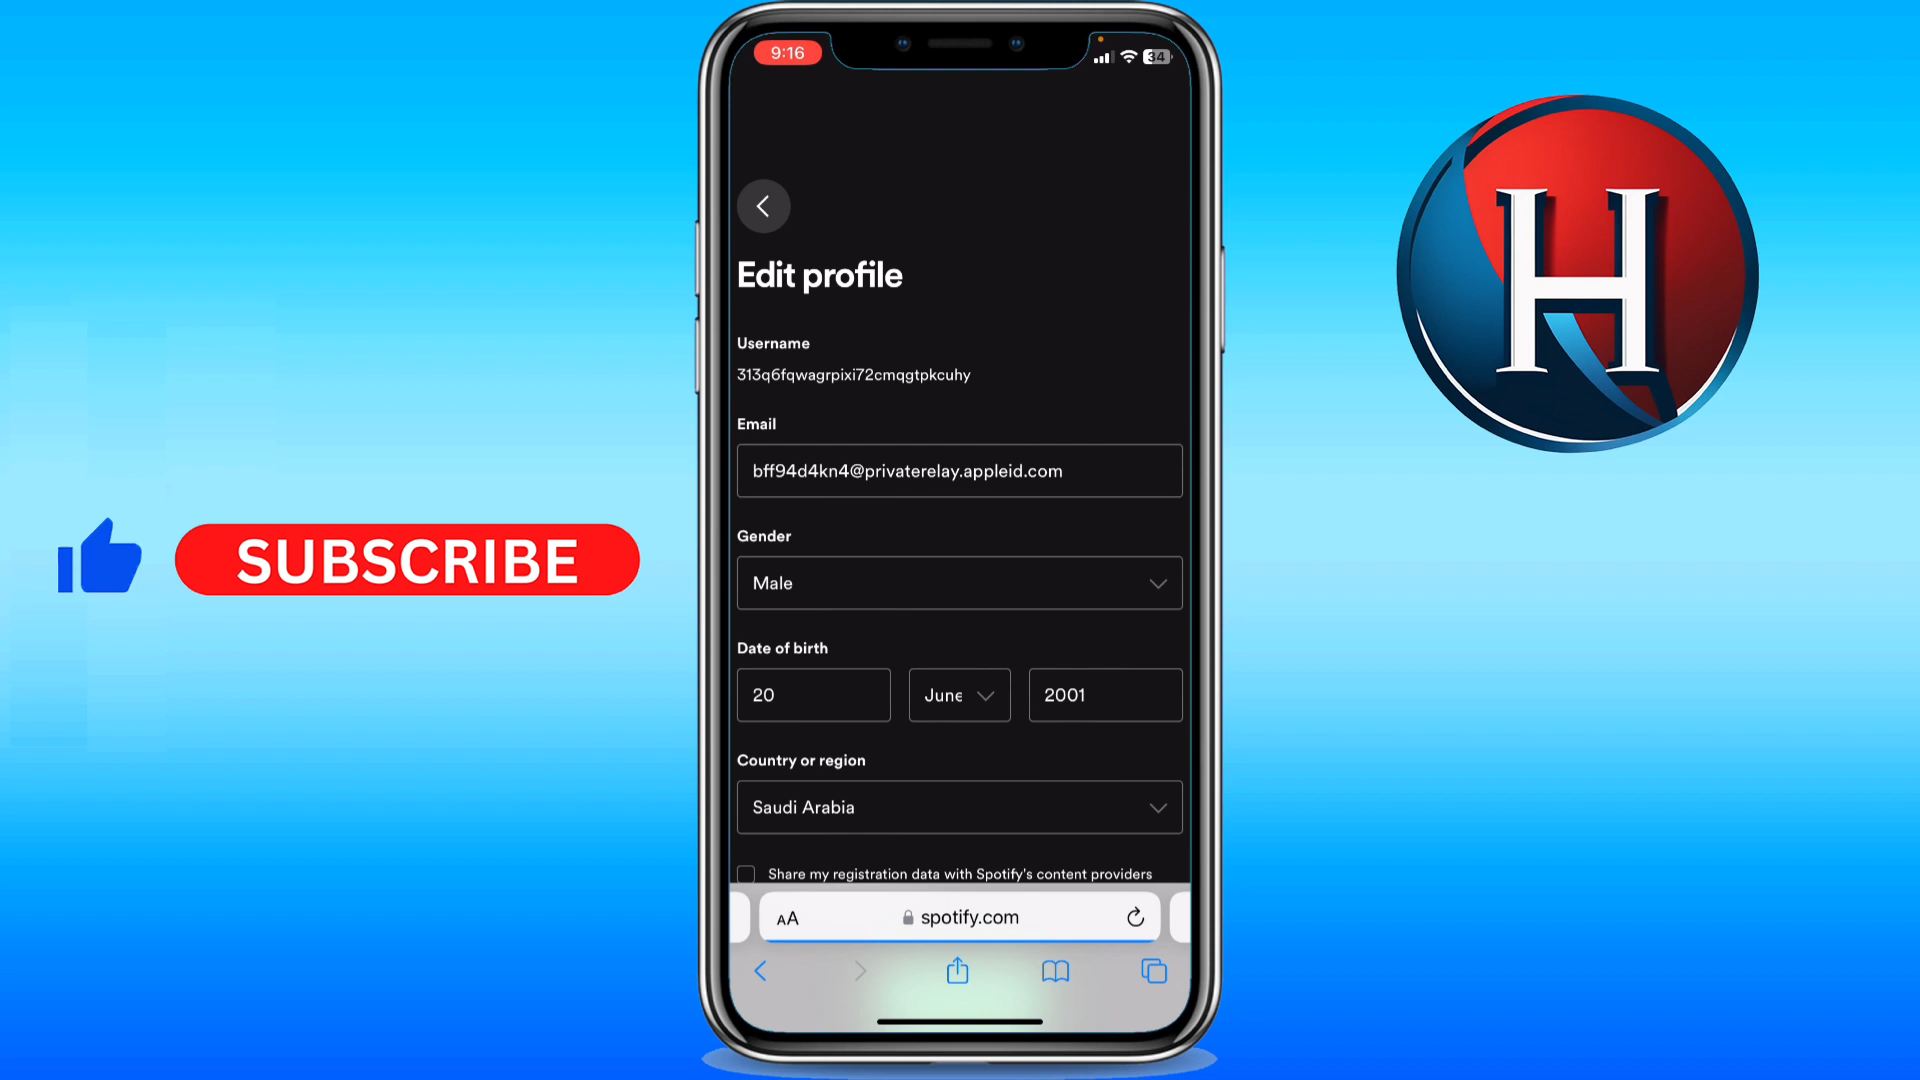 9:16
34
Edit profile
Username
313q6fqwagrpixi72cmqgtpkcuhy
Email
bff94d4kn4@privaterelay.appleid.com
Gender
Male
Date of birth
20 June 2001
Country or region
Saudi Arabia
Share my registration data with Spotify's content providers
AA spotify.com
SUBSCRIBE
H